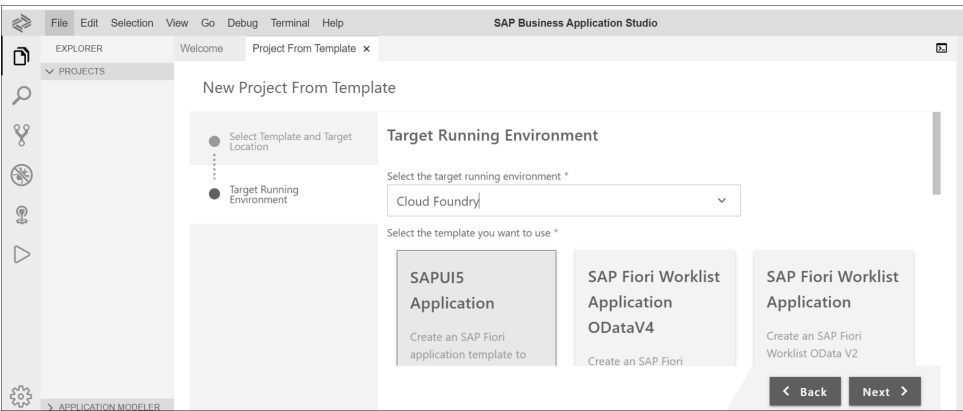 File Edit Selection View Go Debug Terminal Help SAP Business Application Studio
EXPLORER Welcome Project From Template ×
PROJECTS
New Project From Template
Select Template and Target
Location
Target Running
Environment
Target Running Environment
Select the target running environment *
Cloud Foundry
Select the template you want to use *
SAPUI5
Application
Create an SAP Fiori
application template to
SAP Fiori Worklist
Application
ODataV4
Create an SAP Fiori
SAP Fiori Worklist
Application
Create an SAP Fiori
Worklist OData V2
< Back Next >
> APPLICATION MODELER